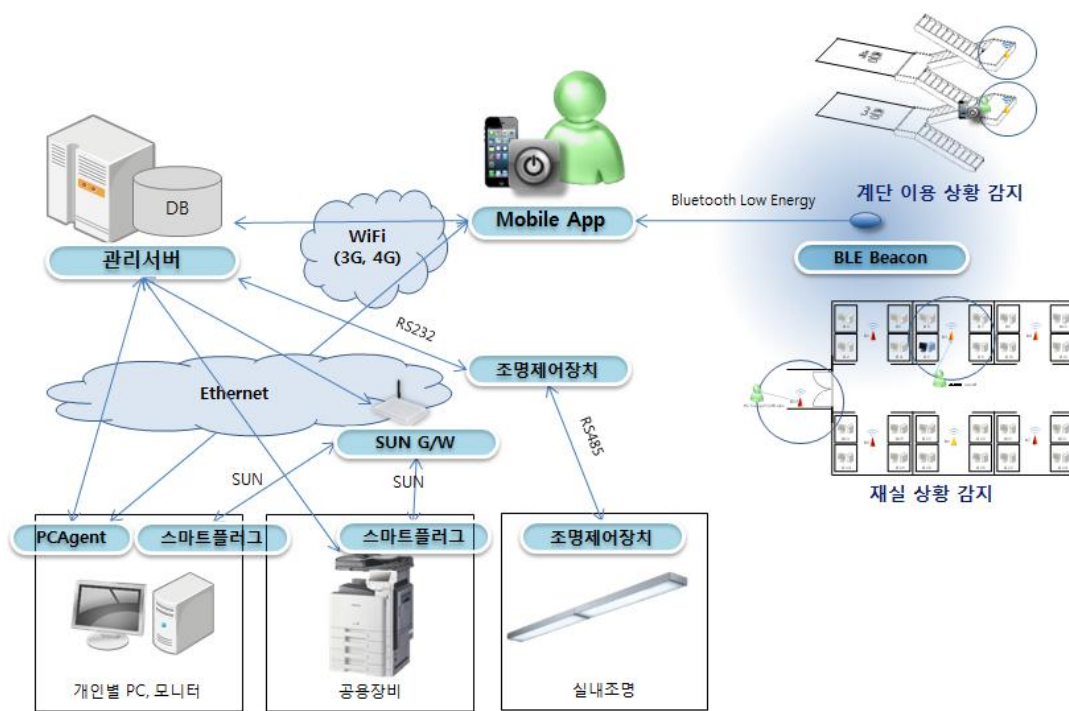 4층
3층
계단 이용 상황 감지
DB
관리서버
WiFi
(3G, 4G)
Mobile App
Bluetooth Low Energy
BLE Beacon
RS232
Ethernet
조명제어장치
SUN G/W
RS485
SUN
SUN
재실 상황 감지
PCAgent
스마트플러그
스마트플러그
조명제어장치
개인별 PC, 모니터
공용장비
실내조명